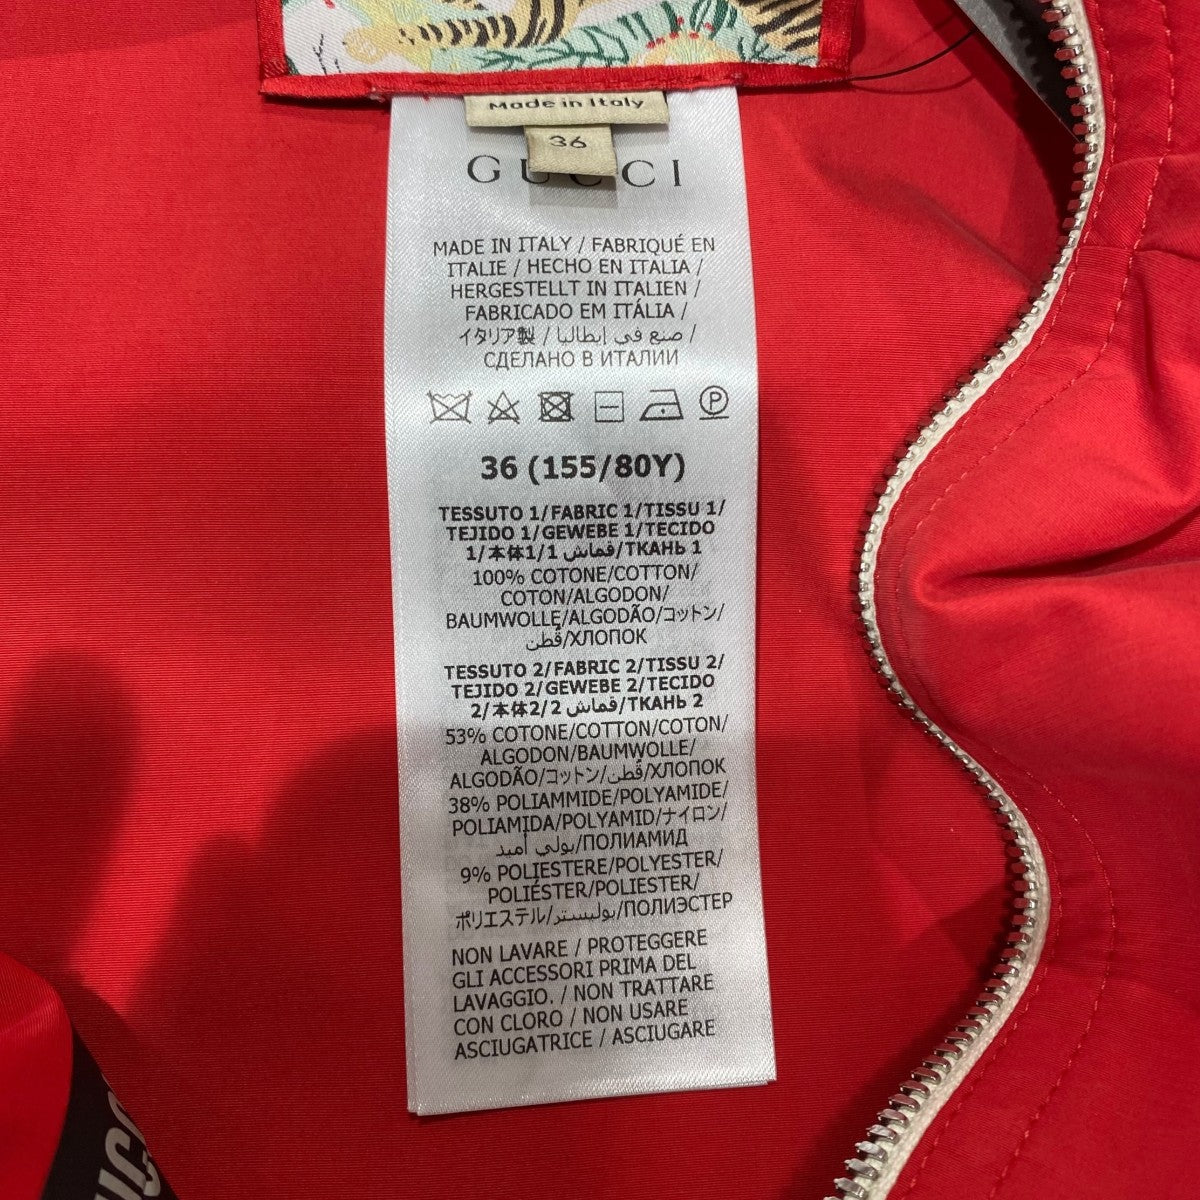 Made in Italy
36
GUCCI
MADE IN ITALY / FABRIQUÉ EN
ITALIE / HECHO EN ITALIA /
HERGESTELLT IN ITALIEN /
FABRICADO EM ITÁLIA /
イタリア製 / صنع في إيطاليا /
СДЕЛАНО В ИТАЛИИ
P
36 (155/80Y)
TESSUTO 1/FABRIC 1/TISSU 1/
TEJIDO 1/GEWEBE 1/TECIDO
1/本体1/1 قماش/ТКАНЬ 1
100% COTONE/COTTON/
COTON/ALGODON/
BAUMWOLLE/ALGODÃO/コットン/
قُطن/ХЛОПОК
TESSUTO 2/FABRIC 2/TISSU 2/
TEJIDO 2/GEWEBE 2/TECIDO
2/本体2/2 قماش/ТКАНЬ 2
53% COTONE/COTTON/COTON/
ALGODON/BAUMWOLLE/
ALGODÃO/コットン/قُطن/ХЛОПОК
38% POLIAMMIDE/POLYAMIDE/
POLIAMIDA/POLYAMID/ナイロン/
بولي أميد/ПОЛИАМИД
9% POLIESTERE/POLYESTER/
POLIÉSTER/POLIESTER/
ポリエステル/بوليستر/ПОЛИЭСТЕР
NON LAVARE / PROTEGGERE
GLI ACCESSORI PRIMA DEL
LAVAGGIO. / NON TRATTARE
CON CLORO / NON USARE
ASCIUGATRICE / ASCIUGARE